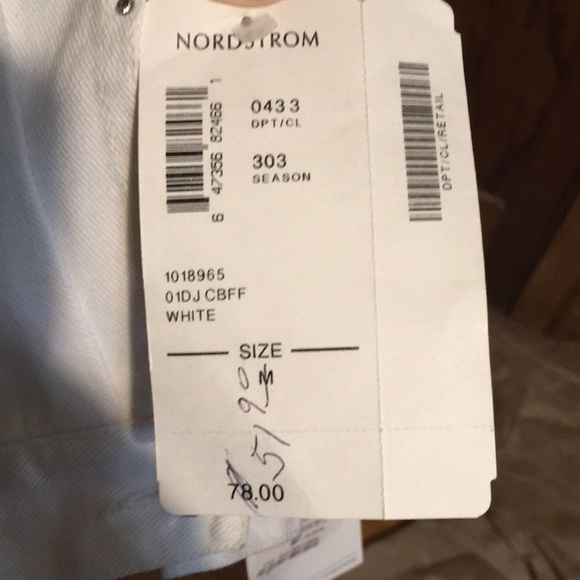 NORDSTROM
0433
DPT/CL
303
SEASON
6 47356 82466 1
DPT/CL/RETAIL
1018965
01DJ CBFF
WHITE
SIZE
M
78.00